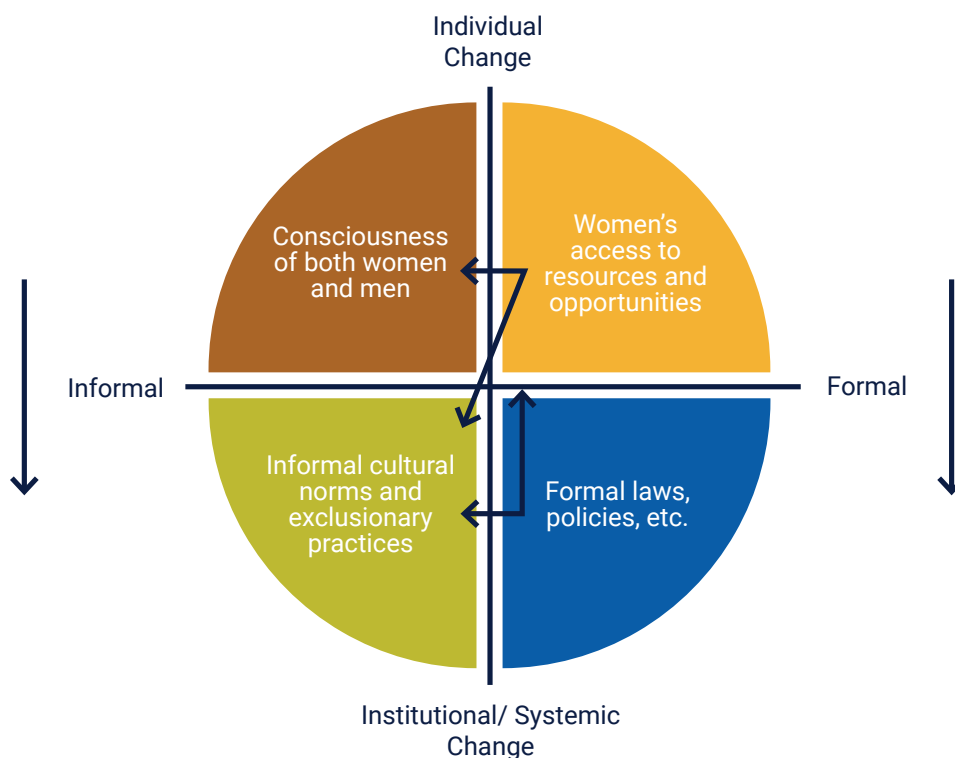 Individual
Change
Consciousness
of both women
and men
Women’s
access to
resources and
opportunities
Informal
Formal
Informal cultural
norms and
exclusionary
practices
Formal laws,
policies, etc.
Institutional/ Systemic
Change